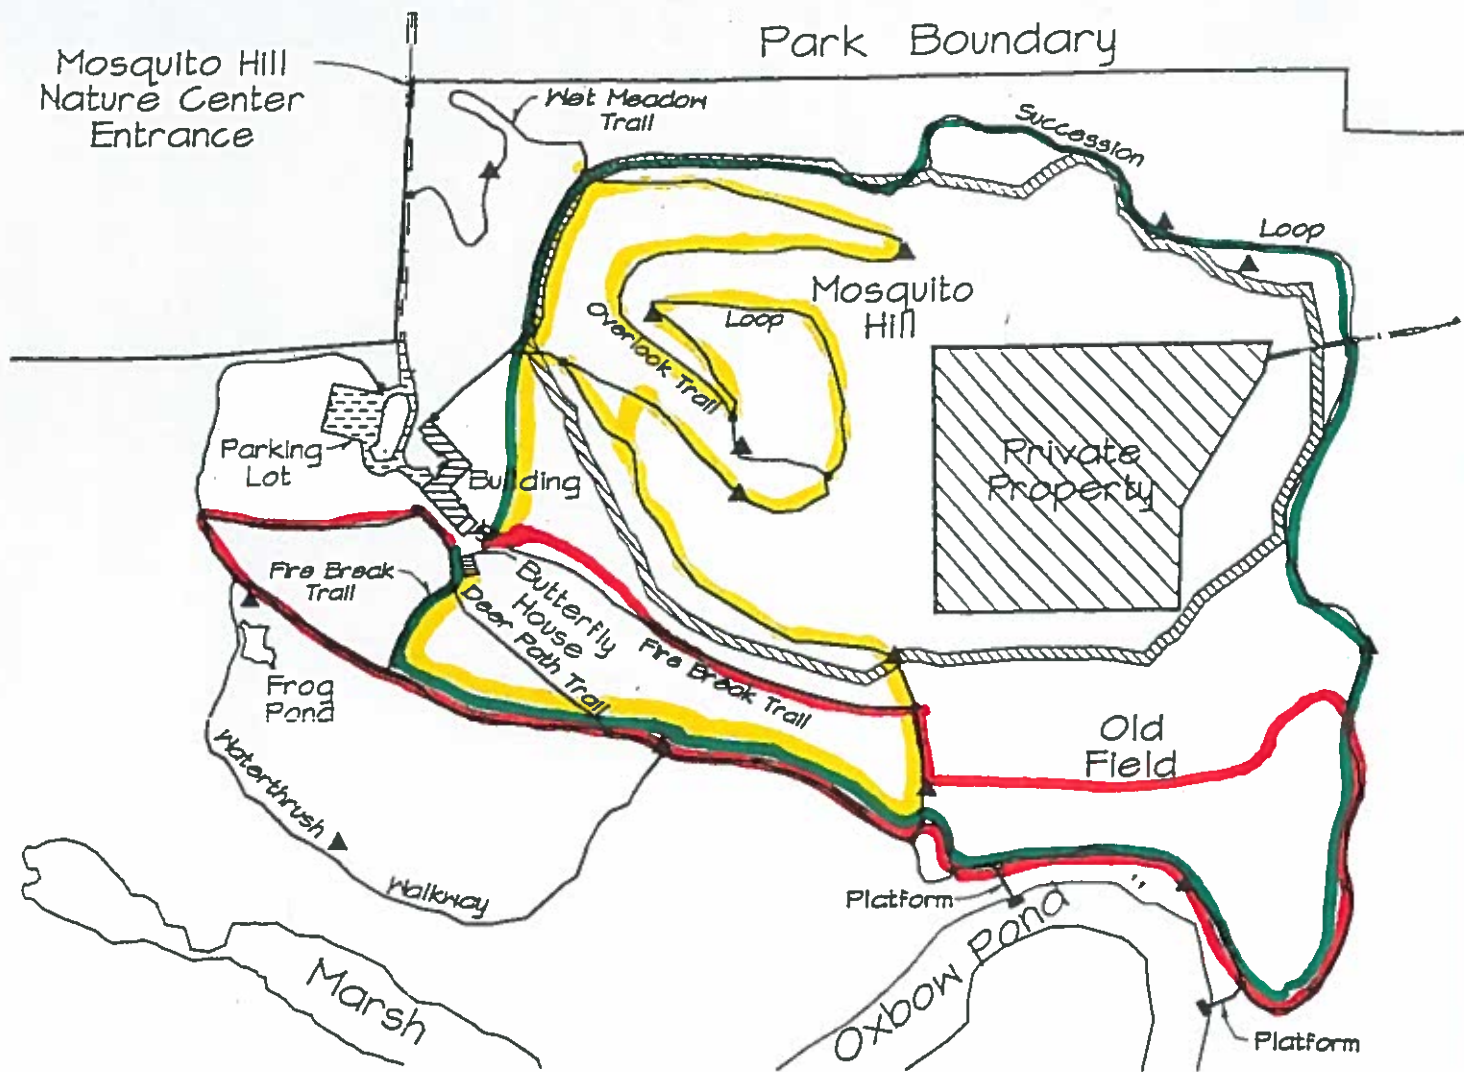 Park Boundary
Mosquito Hill
Nature Center
Entrance
Wet Meadow
Trail
Succession
Loop
Mosquito
Hill
Overlook Trail
Loop
Private
Property
Parking
Lot
Building
Fire Break
Trail
Butterfly
House
Deer Path Trail
Fire Break Trail
Frog
Pond
Old
Field
Waterthrush
Walkway
Platform
Oxbow Pond
Marsh
Platform